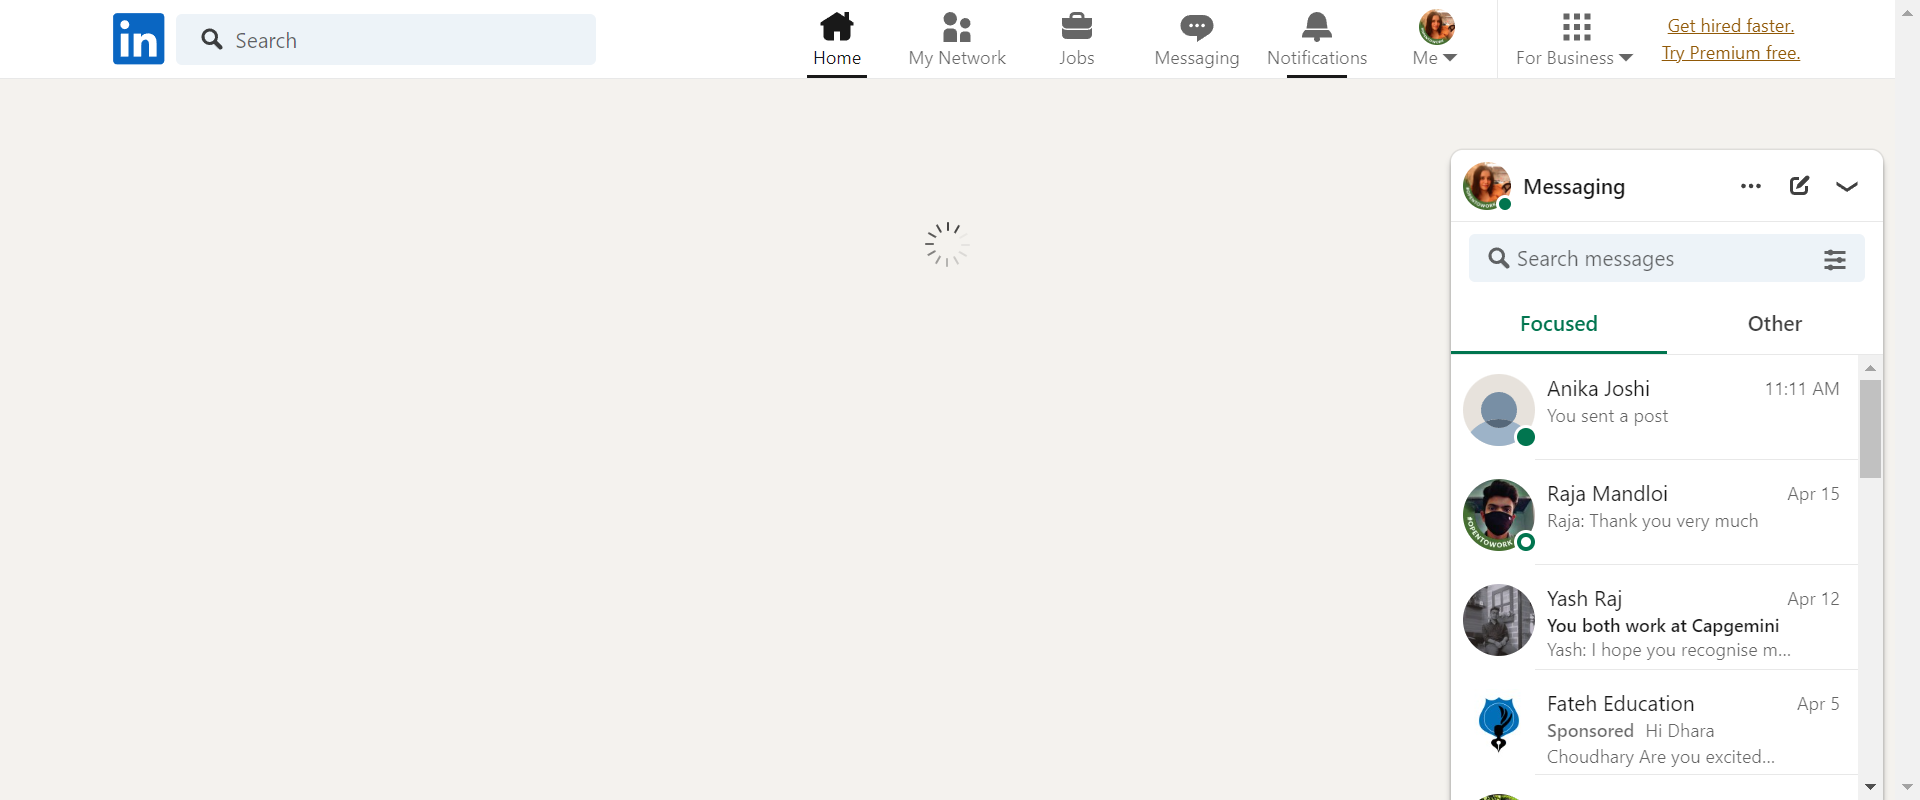 in
Search
Home
My Network
Jobs
Messaging
Notifications
Me
For Business
Get hired faster.
Try Premium free.
Messaging
Search messages
Focused
Other
Anika Joshi 11:11 AM
You sent a post
Raja Mandloi Apr 15
Raja: Thank you very much
#OPENTOWORK
Yash Raj Apr 12
You both work at Capgemini
Yash: I hope you recognise m...
Fateh Education Apr 5
Sponsored Hi Dhara
Choudhary Are you excited...